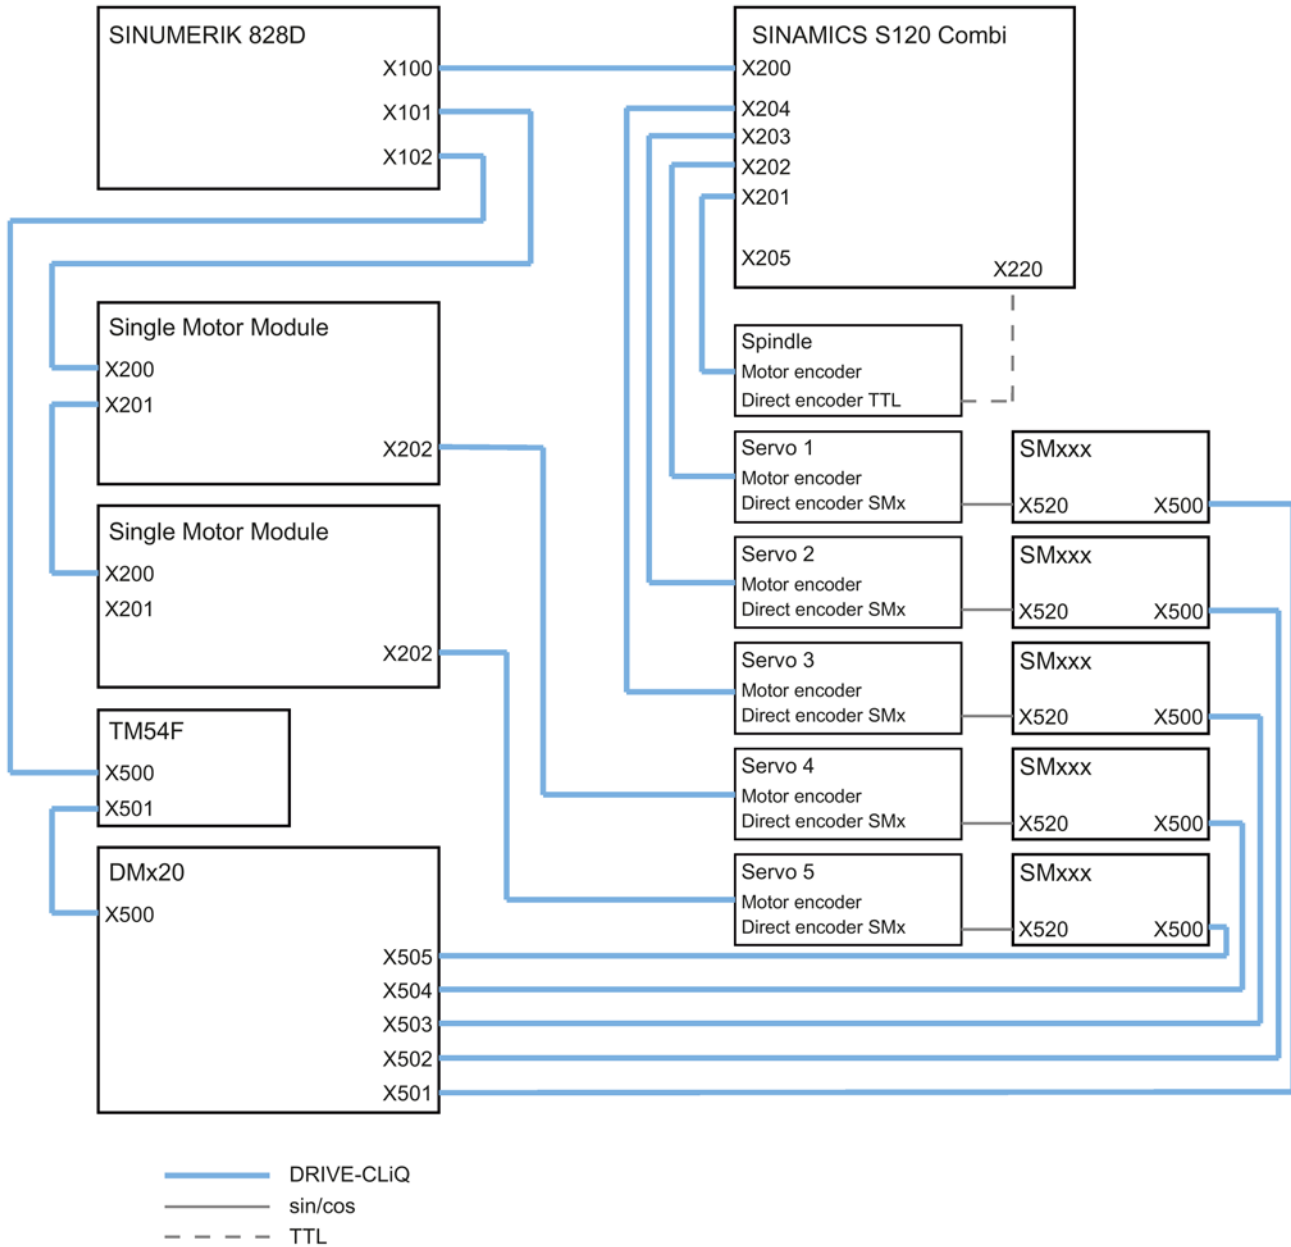 SINUMERIK 828D
X100
X101
X102
SINAMICS S120 Combi
X200
X204
X203
X202
X201
X205
X220
Single Motor Module
X200
X201
X202
Single Motor Module
X200
X201
X202
TM54F
X500
X501
DMx20
X500
X505
X504
X503
X502
X501
Spindle
Motor encoder
Direct encoder TTL
Servo 1
Motor encoder
Direct encoder SMx
SMxxx
X520 X500
Servo 2
Motor encoder
Direct encoder SMx
SMxxx
X520 X500
Servo 3
Motor encoder
Direct encoder SMx
SMxxx
X520 X500
Servo 4
Motor encoder
Direct encoder SMx
SMxxx
X520 X500
Servo 5
Motor encoder
Direct encoder SMx
SMxxx
X520 X500
DRIVE-CLiQ
sin/cos
TTL